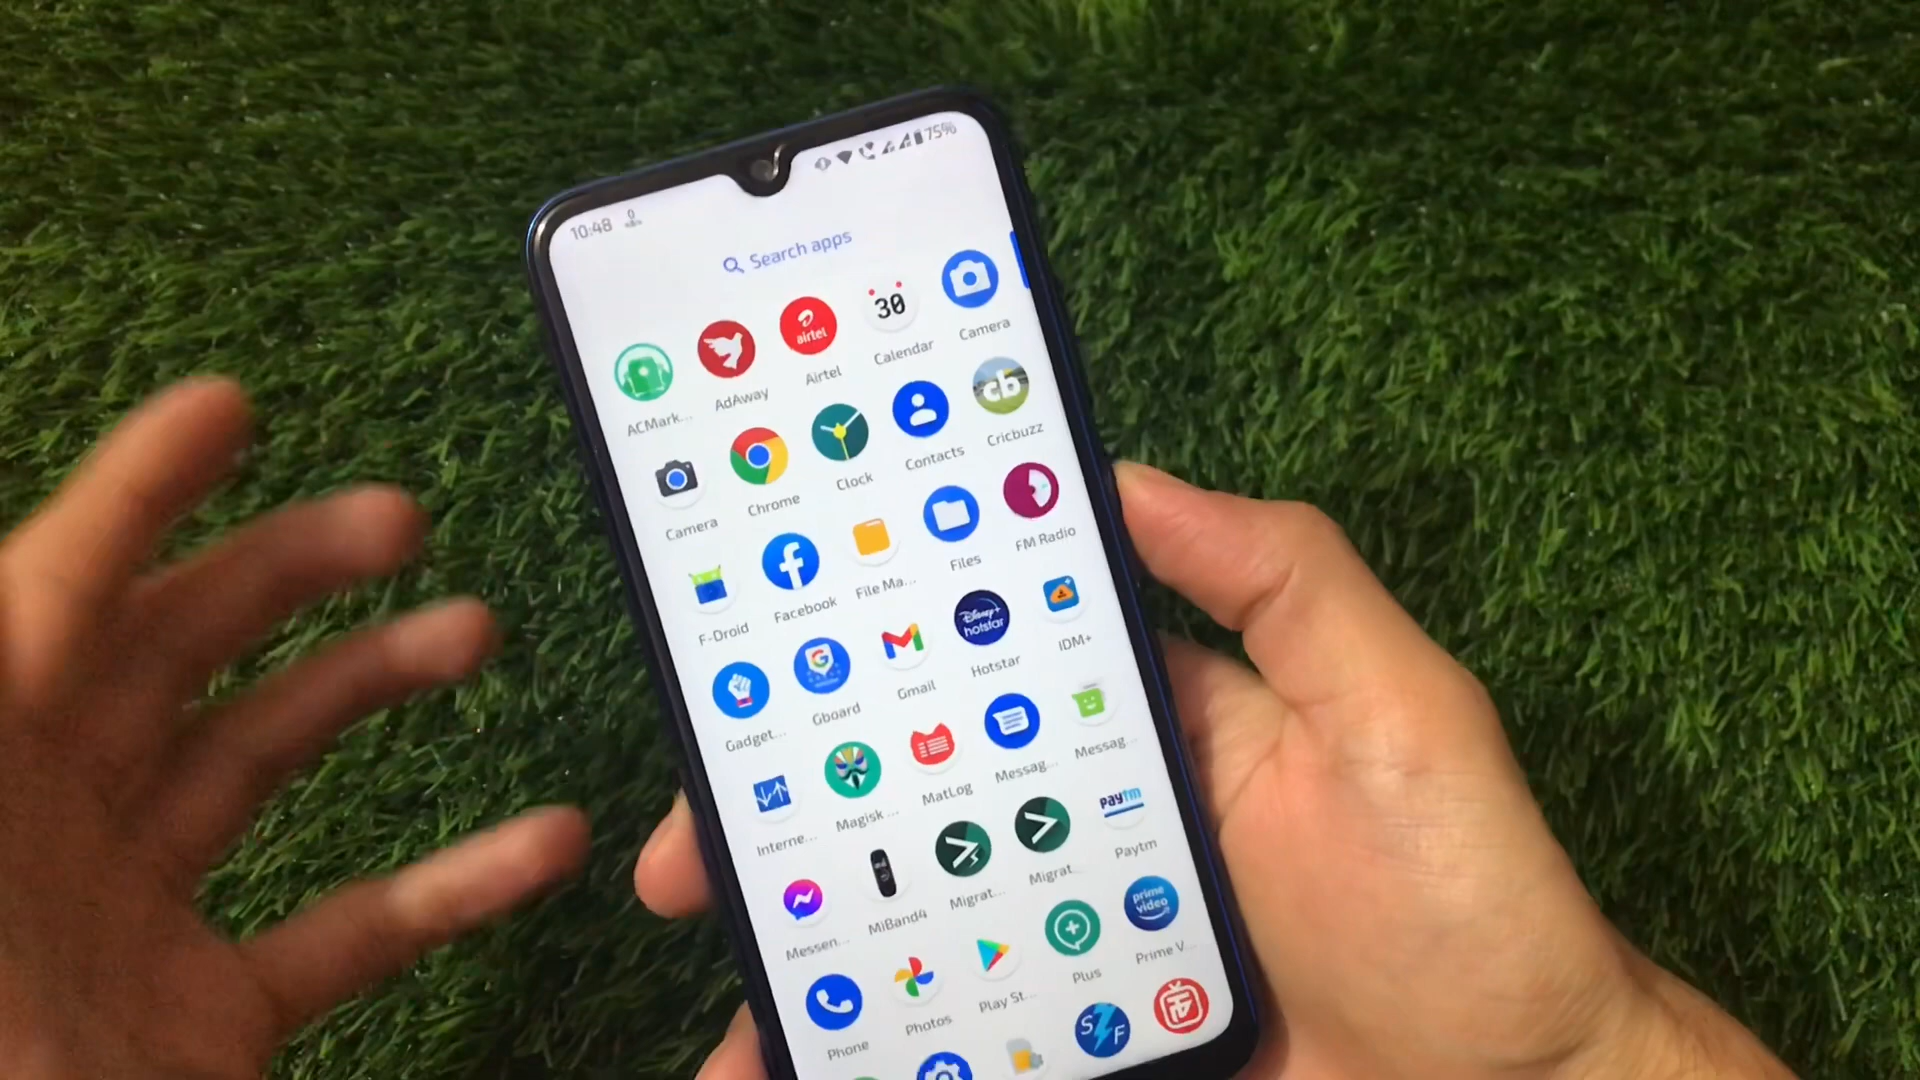 10:48
75%
Search apps
airtel
30
ACMark...
AdAway
Airtel
Calendar
Camera
cb
Camera
Chrome
Clock
Contacts
Cricbuzz
F-Droid
Facebook
File Ma...
Files
FM Radio
Disney+
hotstar
Gadget...
Gboard
Gmail
Hotstar
IDM+
Interne...
Magisk ...
MatLog
Messag...
Messag...
paytm
Messen...
MiBand4
Migrat...
Migrat...
Paytm
prime
video
Phone
Photos
Play St...
Plus
Prime V...
S F